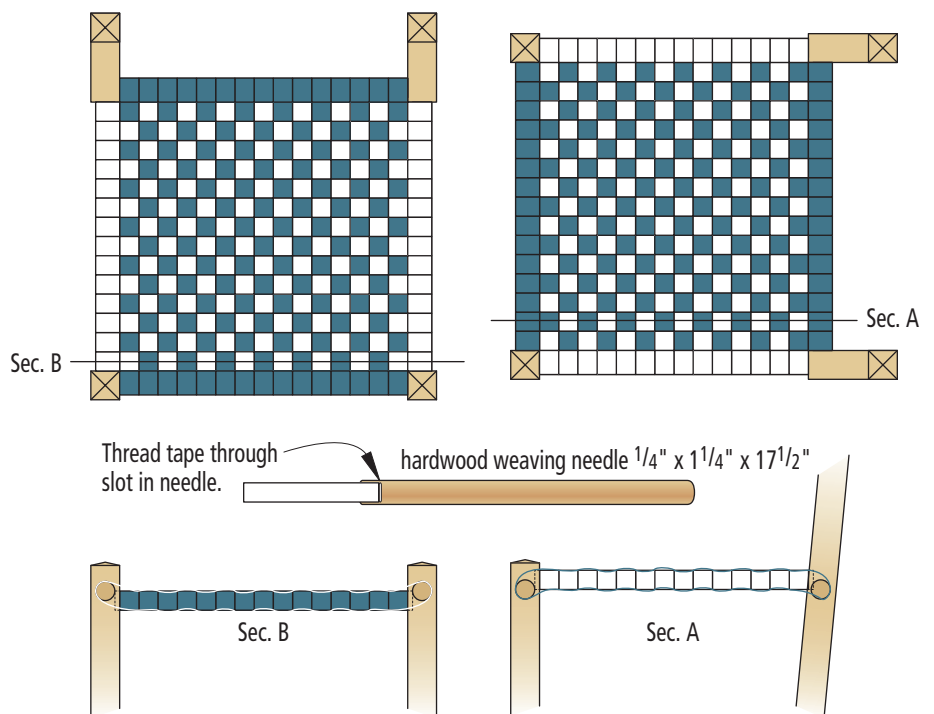 Sec. B
Sec. A
Thread tape through
slot in needle.
hardwood weaving needle 1/4" x 1 1/4" x 17 1/2"
Sec. B
Sec. A